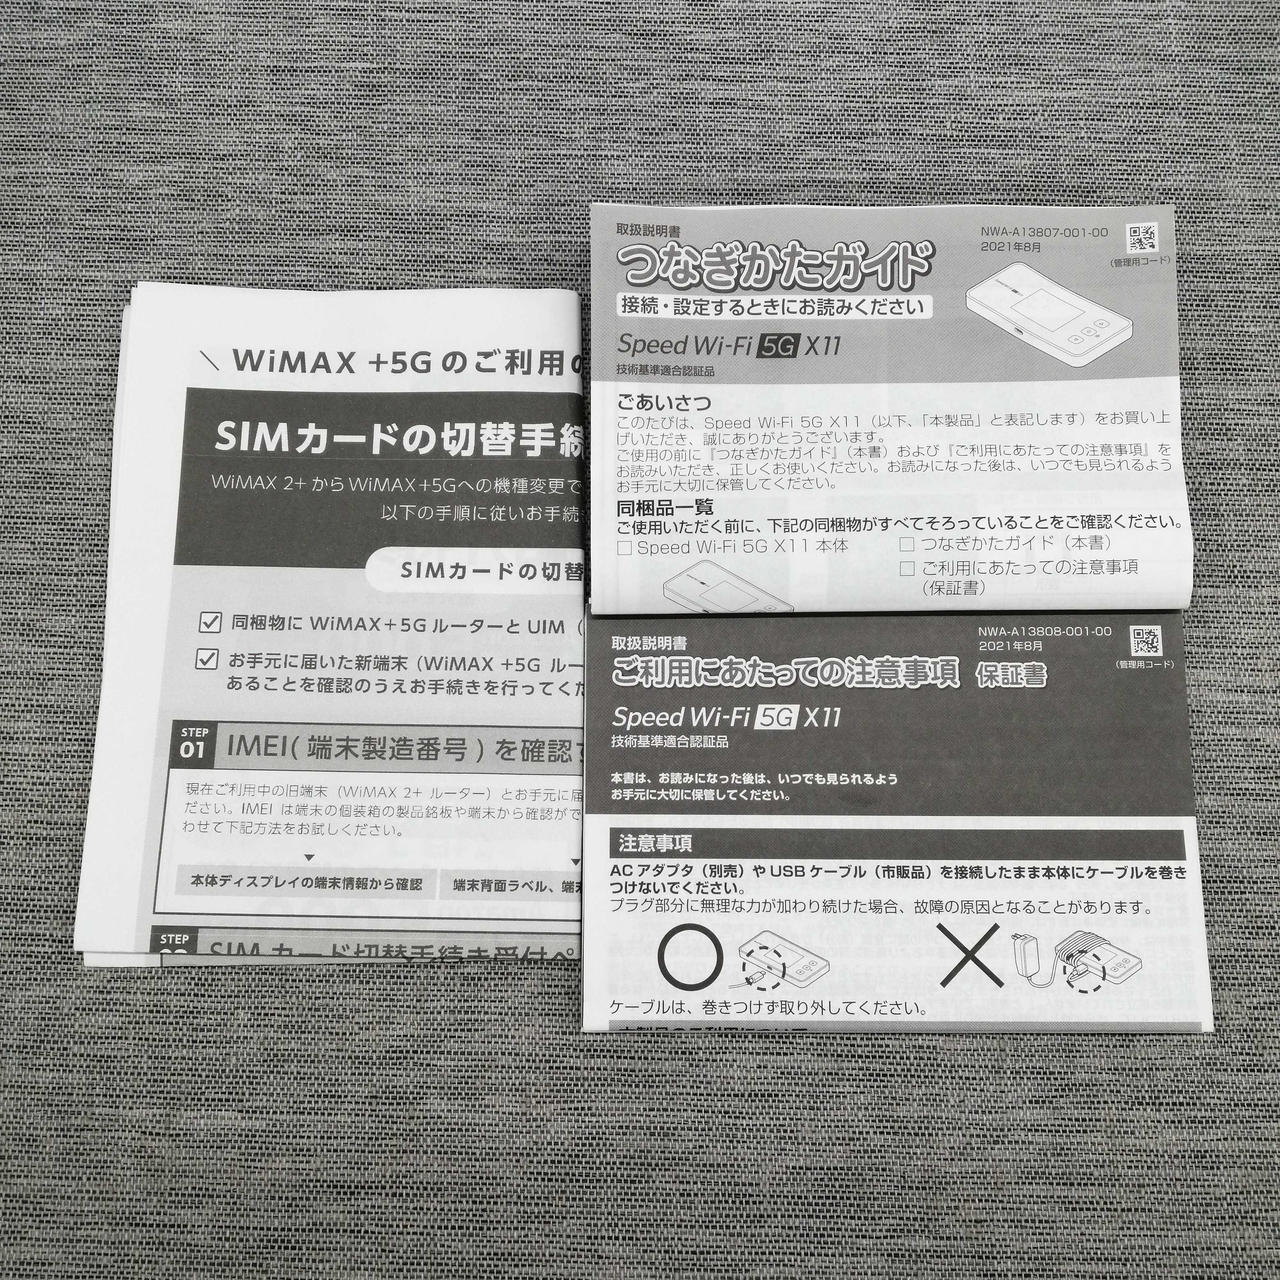 \ WiMAX +5G のご利用の
SIMカードの切替手続
WiMAX 2+ から WiMAX+5Gへの機種変更で
以下の手順に従いお手続
SIMカードの切替
同梱物に WiMAX+5G ルーターと UIM (
お手元に届いた新端末 (WiMAX +5G ルー
あることを確認のうえお手続きを行ってくだ
STEP
01
IMEI( 端末製造番号 ) を確認す
現在ご利用中の旧端末 (WiMAX 2+ ルーター) とお手元に届
ださい。IMEI は端末の個装箱の製品銘板や端末から確認がで
わせて下記方法をお試しください。
本体ディスプレイの端末情報から確認
端末背面ラベル、端末
STEP
SIM カード切替手続き受付ペ
取扱説明書
つなぎかたガイド
接続・設定するときにお読みください
Speed Wi-Fi 5G X11
技術基準適合認証品
NWA-A13807-001-00
2021年8月
(管理用コード)
ごあいさつ
このたびは、Speed Wi-Fi 5G X11(以下、「本製品」と表記します)をお買い上
げいただき、誠にありがとうございます。
ご使用の前に『つなぎかたガイド』(本書)および『ご利用にあたっての注意事項』を
お読みいただき、正しくお使いください。お読みになった後は、いつでも見られるよう
お手元に大切に保管してください。
同梱品一覧
ご使用いただく前に、下記の同梱物がすべてそろっていることをご確認ください。
□ Speed Wi-Fi 5G X11 本体
□ つなぎかたガイド(本書)
□ ご利用にあたっての注意事項
(保証書)
取扱説明書
ご利用にあたっての注意事項 保証書
Speed Wi-Fi 5G X11
技術基準適合認証品
NWA-A13808-001-00
2021年8月
(管理用コード)
本書は、お読みになった後は、いつでも見られるよう
お手元に大切に保管してください。
注意事項
AC アダプタ(別売)や USB ケーブル(市販品)を接続したまま本体にケーブルを巻き
つけないでください。
プラグ部分に無理な力が加わり続けた場合、故障の原因となることがあります。
ケーブルは、巻きつけず取り外してください。
本製品のご利用について